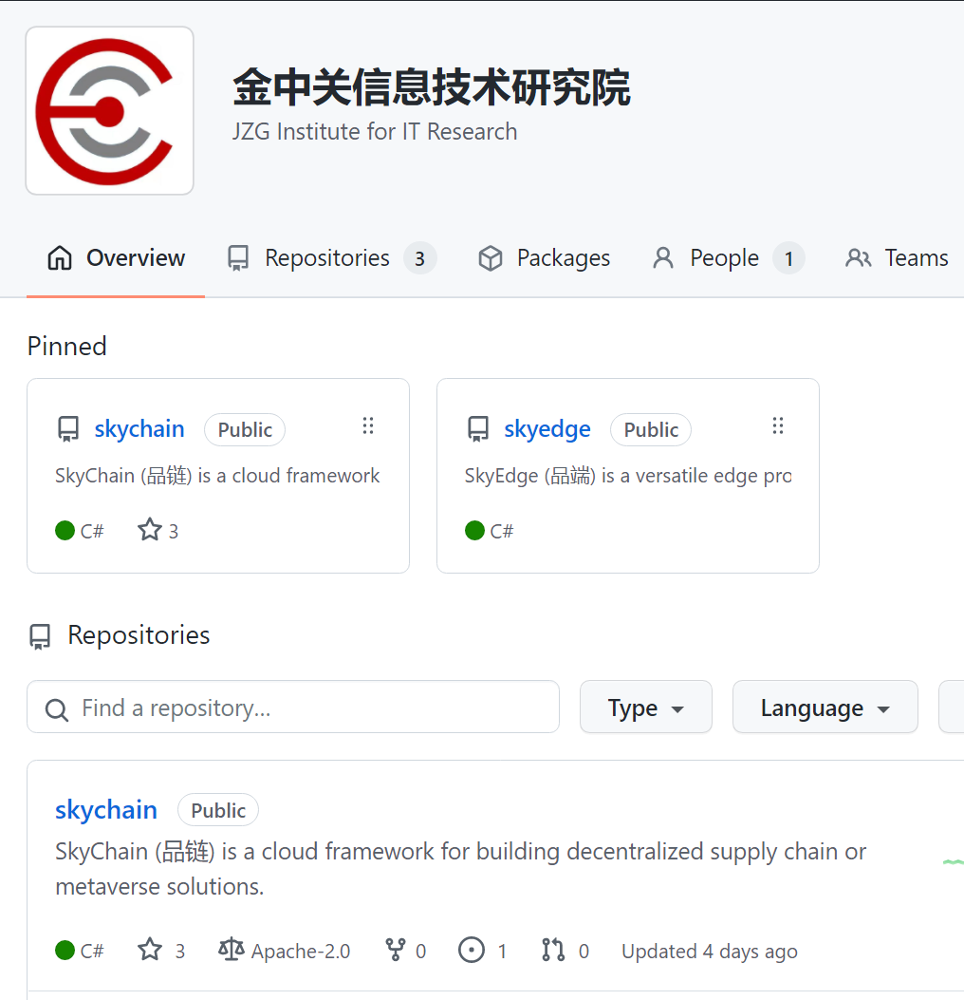 金中关信息技术研究院
JZG Institute for IT Research
Overview Repositories 3 Packages People 1 Teams
Pinned
skychain Public
SkyChain (品链) is a cloud framework
C# 3
skyedge Public
SkyEdge (品端) is a versatile edge pro
C#
Repositories
Find a repository...
Type
Language
skychain Public
SkyChain (品链) is a cloud framework for building decentralized supply chain or
metaverse solutions.
C# 3 Apache-2.0 0 1 0 Updated 4 days ago